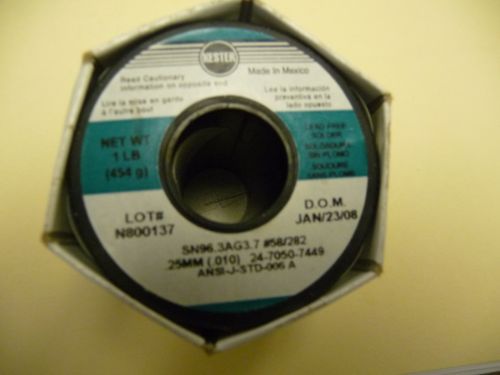 KESTER
Made In Mexico
Read Cautionary
information on opposite end
Lea la información
preventiva en la
lado opuesto
Lire la mise en garde
à l'autre bout
NET WT
1 LB
(454 g)
LEAD FREE
SOLDER
SOLDADURA
SIN PLOMO
SOUDURE
SANS PLOMB
LOT#
N800137
D.O.M.
JAN/23/08
SN96.3AG3.7 #58/282
.25MM (.010) 24-7050-7449
ANSI-J-STD-006 A